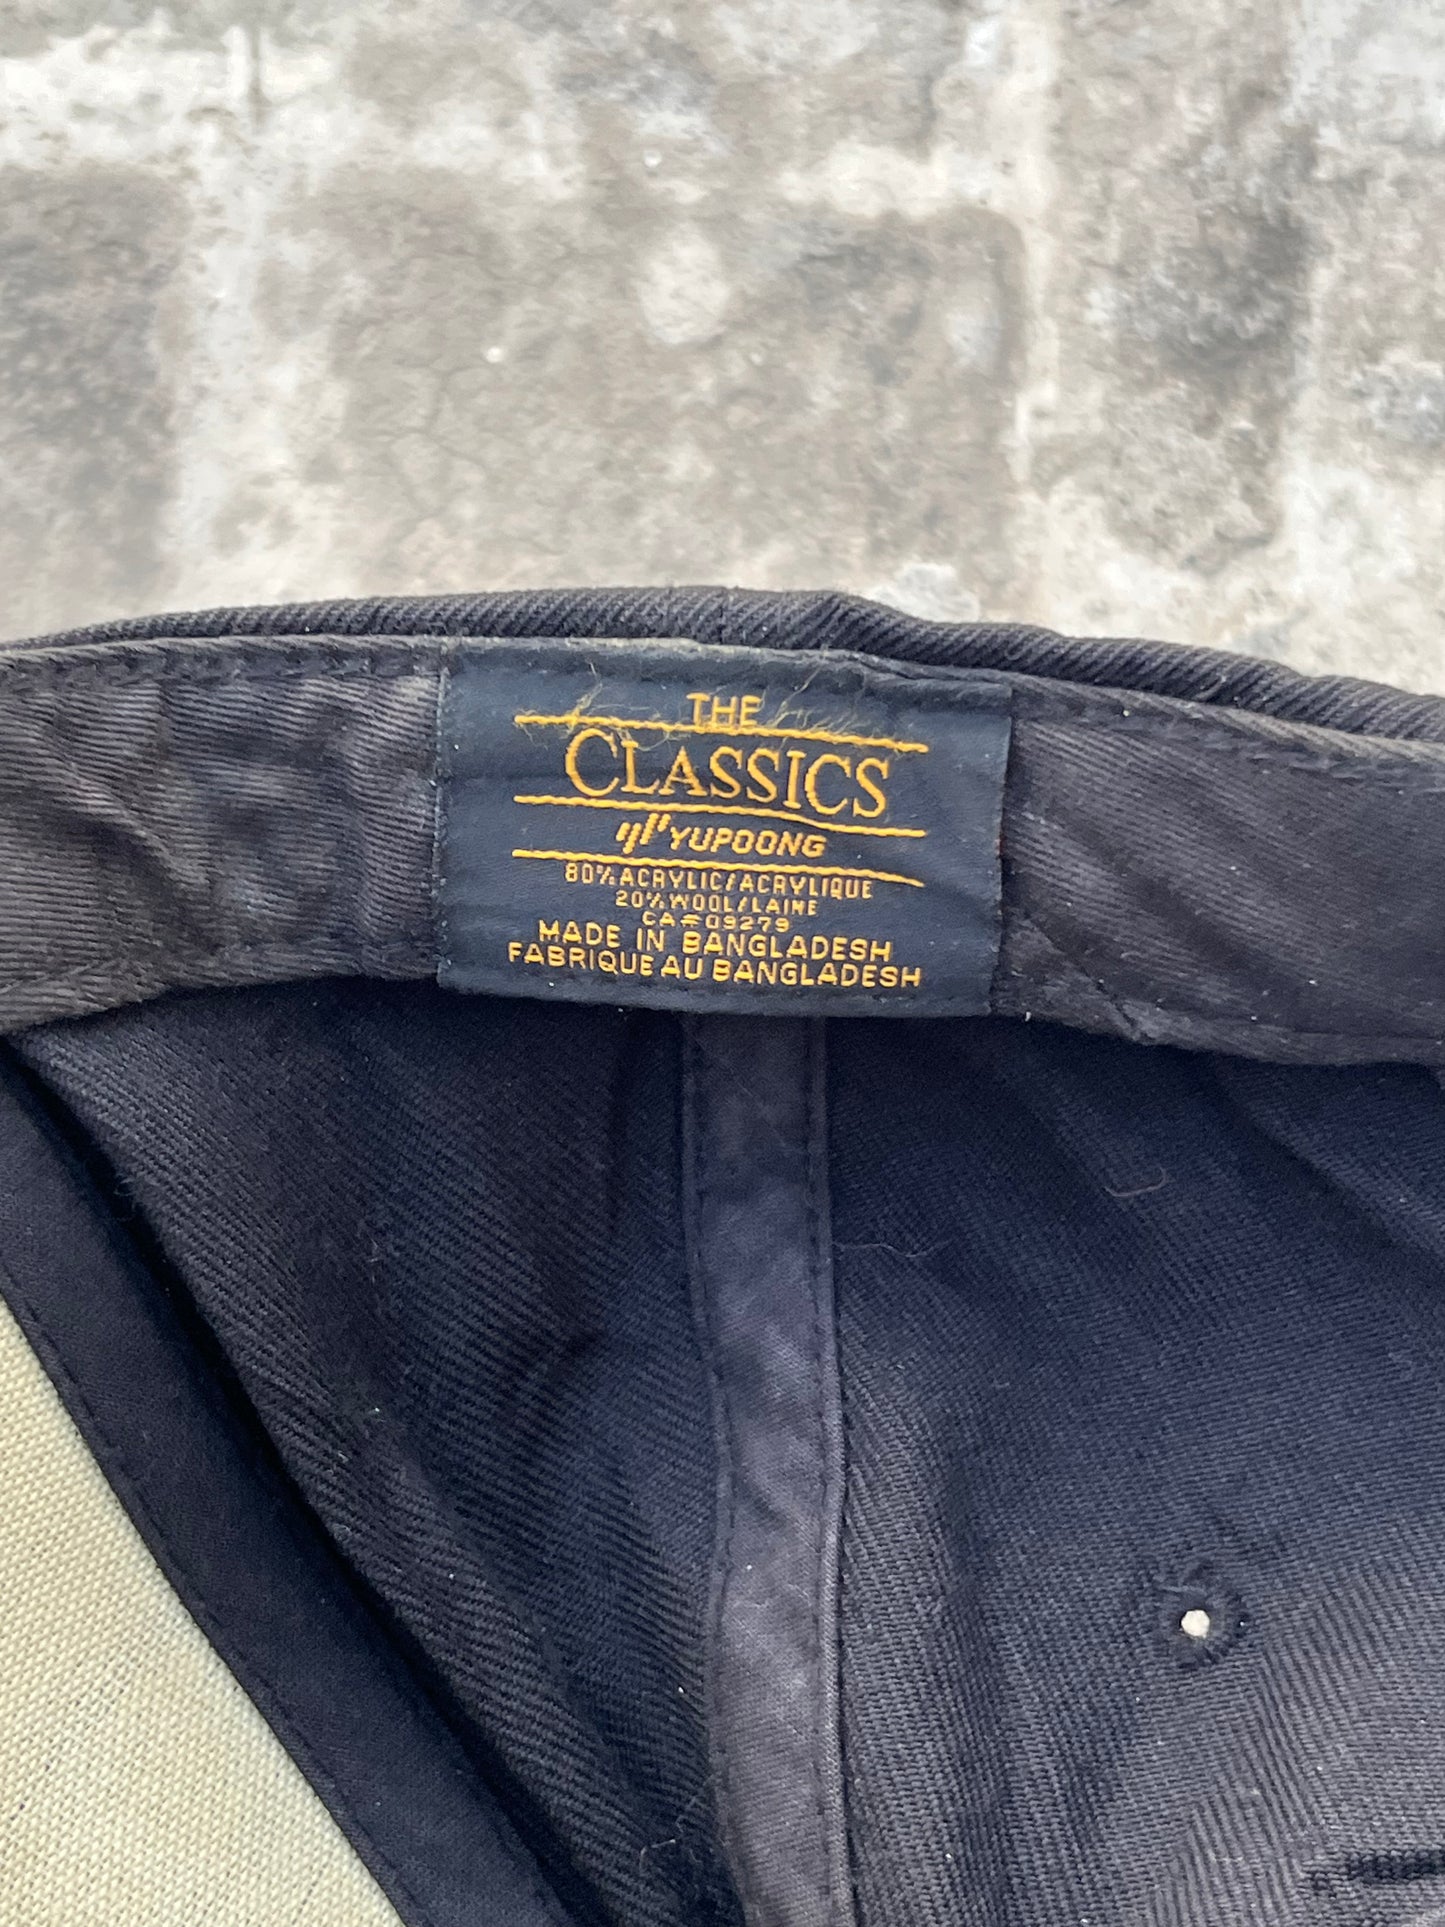 THE
CLASSICS
YUPOONG
80% ACRYLIC/ACRYLIQUE
20% WOOL/LAINE
CA#09279
MADE IN BANGLADESH
FABRIQUE AU BANGLADESH